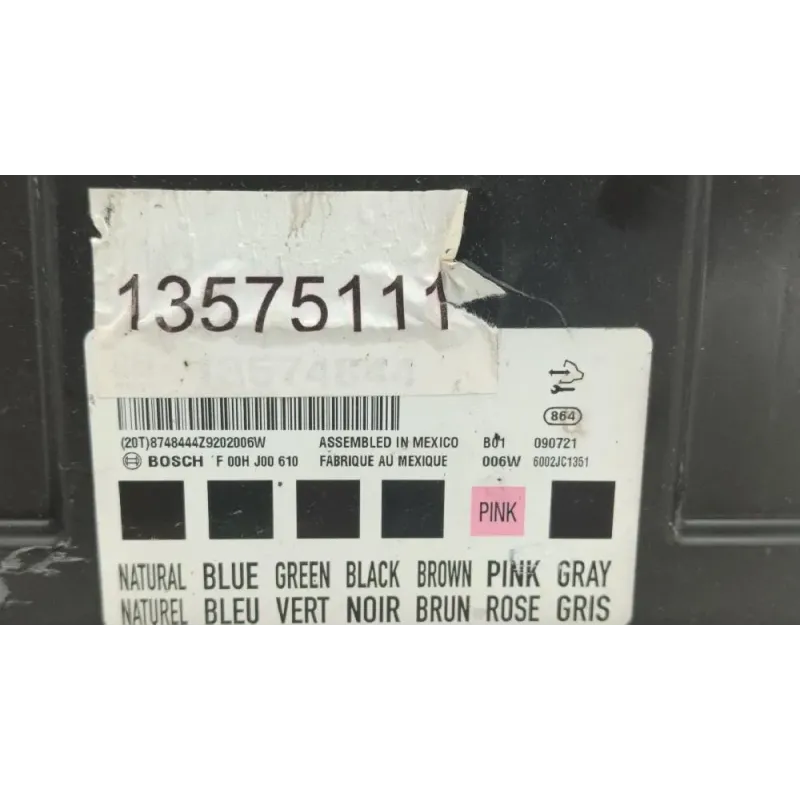 13575111
864
(20T)8748444Z9202006W ASSEMBLED IN MEXICO B01 090721
BOSCH F 00H J00 610 FABRIQUE AU MEXIQUE 006W 6002JC1351
PINK
NATURAL BLUE GREEN BLACK BROWN PINK GRAY
NATUREL BLEU VERT NOIR BRUN ROSE GRIS